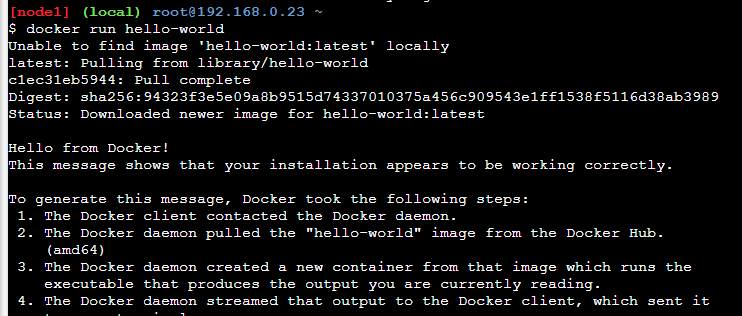 [node1] (local) root@192.168.0.23 ~
$ docker run hello-world
Unable to find image 'hello-world:latest' locally
latest: Pulling from library/hello-world
c1ec31eb5944: Pull complete
Digest: sha256:94323f3e5e09a8b9515d74337010375a456c909543e1ff1538f5116d38ab3989
Status: Downloaded newer image for hello-world:latest
Hello from Docker!
This message shows that your installation appears to be working correctly.
To generate this message, Docker took the following steps:
1. The Docker client contacted the Docker daemon.
2. The Docker daemon pulled the "hello-world" image from the Docker Hub.
(amd64)
3. The Docker daemon created a new container from that image which runs the
executable that produces the output you are currently reading.
4. The Docker daemon streamed that output to the Docker client, which sent it